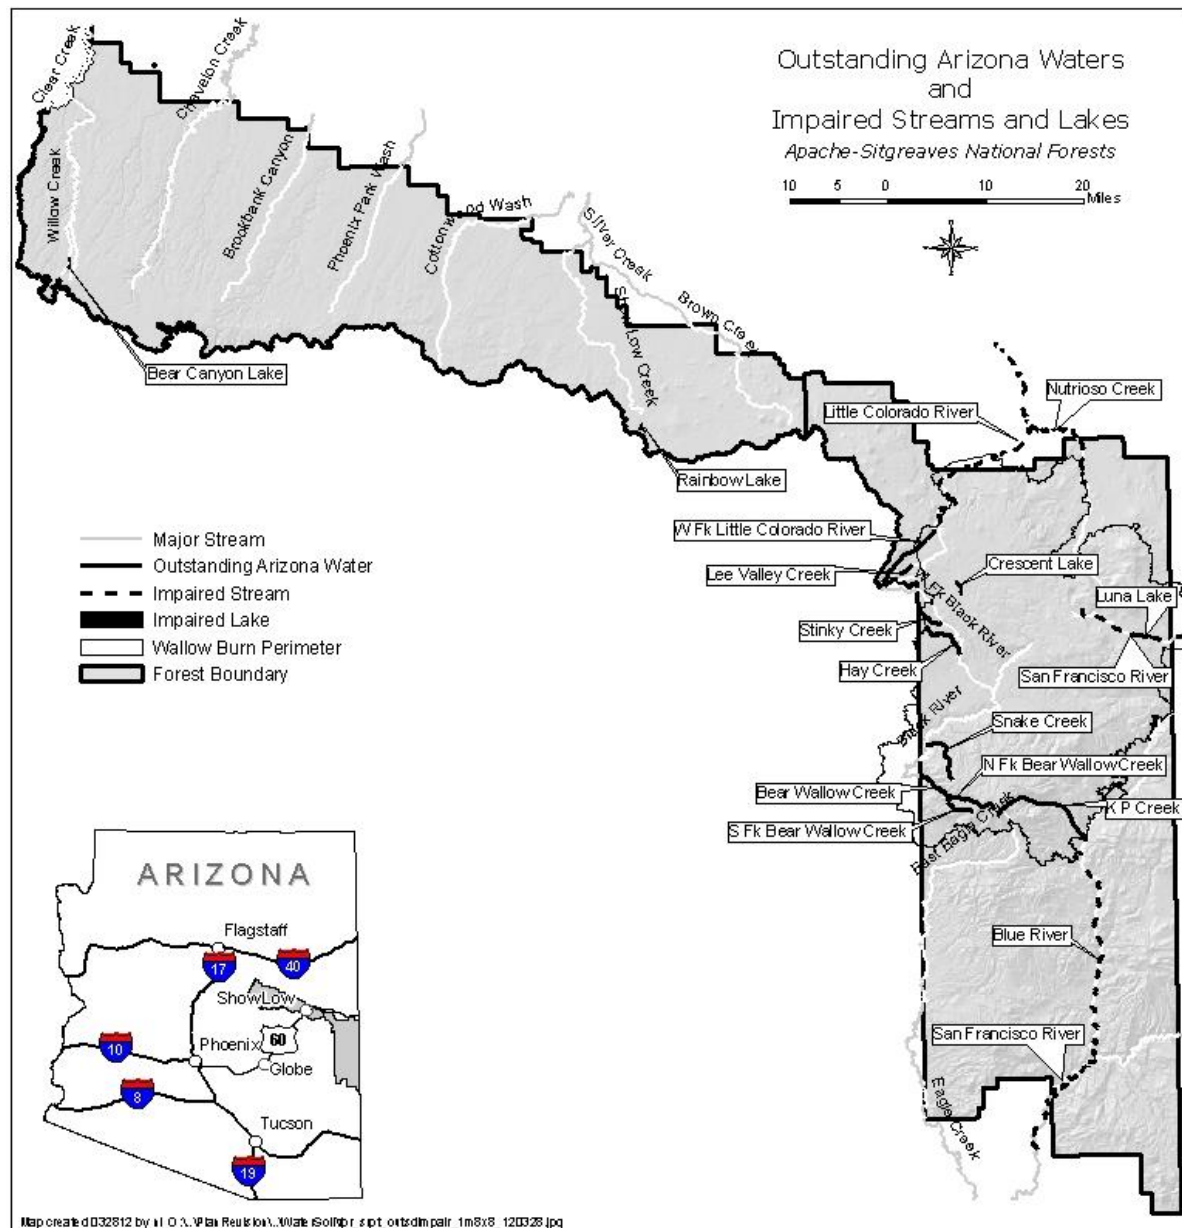 Outstanding Arizona Waters
and
Impaired Streams and Lakes
Apache-Sitgreaves National Forests
10 5 0 10 20
Miles
Clear Creek
Chevelon Creek
Willow Creek
Brookbank Canyon
Phoenix Park Wash
Cottonwood Wash
Silver Creek
Show Low Creek
Brown Creek
Bear Canyon Lake
Rainbow Lake
Nutrioso Creek
Little Colorado River
W Fk Little Colorado River
Lee Valley Creek
Crescent Lake
Luna Lake
W Fk Black River
Stinky Creek
Hay Creek
San Francisco River
Black River
Snake Creek
N Fk Bear Wallow Creek
Bear Wallow Creek
K P Creek
S Fk Bear Wallow Creek
East Eagle Creek
Blue River
San Francisco River
Eagle Creek
Major Stream
Outstanding Arizona Water
Impaired Stream
Impaired Lake
Wallow Burn Perimeter
Forest Boundary
ARIZONA
Flagstaff
17
40
ShowLow
60
10
Phoenix
Globe
8
Tucson
19
Map created 032812 by